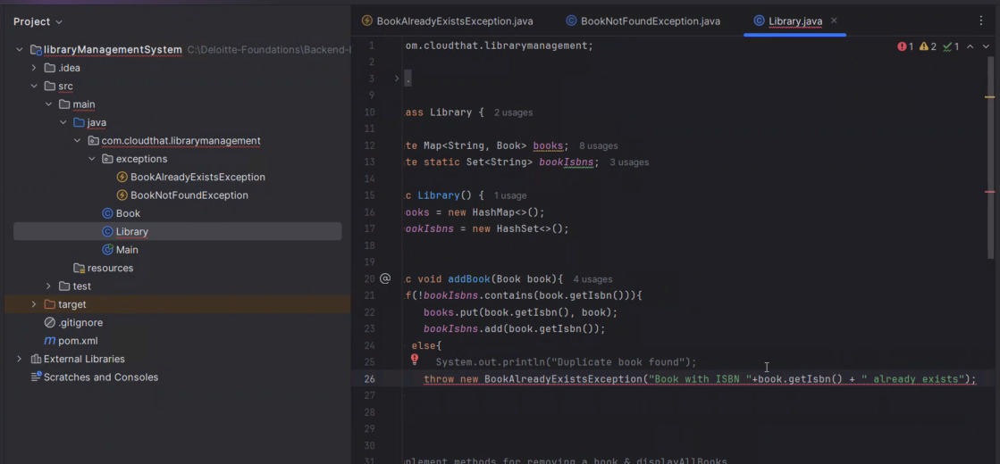 Project
libraryManagementSystem C:\Deloitte-Foundations\Backend-
.idea
src
main
java
com.cloudthat.librarymanagement
exceptions
BookAlreadyExistsException
BookNotFoundException
Book
Library
Main
resources
test
target
.gitignore
pom.xml
External Libraries
Scratches and Consoles
BookAlreadyExistsException.java BookNotFoundException.java Library.java
1 om.cloudthat.librarymanagement; 1 2 1
2
3 .
9
10 ass Library { 2 usages
11
12 te Map<String, Book> books; 8 usages
13 te static Set<String> bookIsbns; 3 usages
14
15 c Library() { 1 usage
16 ooks = new HashMap<>();
17 ookIsbns = new HashSet<>();
18
19
20 @ c void addBook(Book book){ 4 usages
21 f(!bookIsbns.contains(book.getIsbn())){
22 books.put(book.getIsbn(), book);
23 bookIsbns.add(book.getIsbn());
24 else{
25 System.out.println("Duplicate book found");
26 throw new BookAlreadyExistsException("Book with ISBN "+book.getIsbn() + " already exists");
27
28
29
30
31 mplement methods for removing a book & displayAllBooks